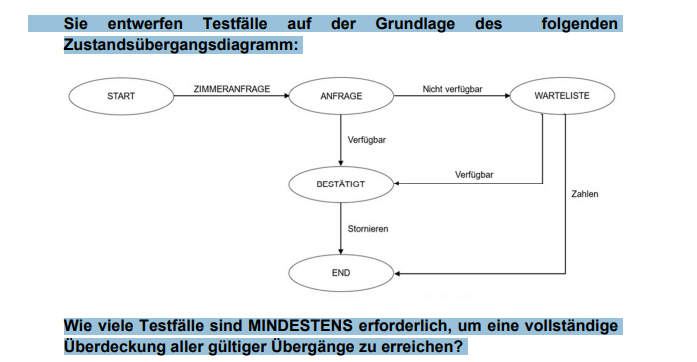 Sie entwerfen Testfälle auf der Grundlage des folgenden
Zustandsübergangsdiagramm:
START
ZIMMERANFRAGE
ANFRAGE
Nicht verfügbar
WARTELISTE
Verfügbar
Verfügbar
BESTÄTIGT
Zahlen
Stornieren
END
Wie viele Testfälle sind MINDESTENS erforderlich, um eine vollständige
Überdeckung aller gültiger Übergänge zu erreichen?